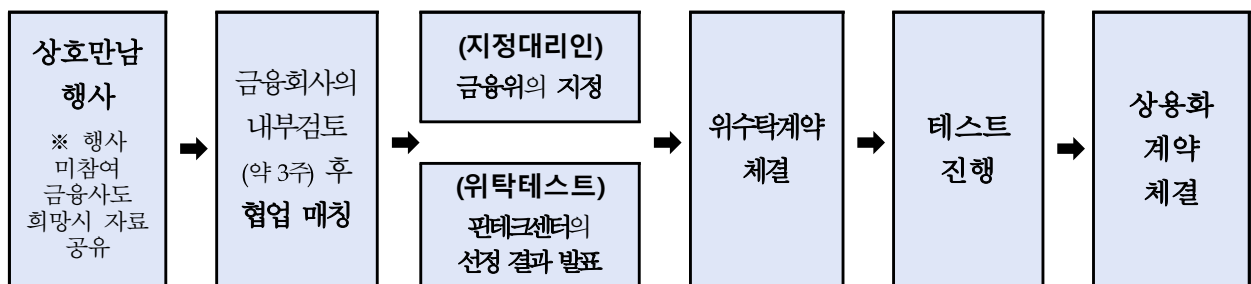 상호만남
행사
※ 행사
미참여
금융사도
희망시 자료
공유
➡
금융회사의
내부검토
(약 3주) 후
협업 매칭
➡
(지정대리인)
금융위의 지정
(위탁테스트)
핀테크센터의
선정 결과 발표
➡
위수탁계약
체결
➡
테스트
진행
➡
상용화
계약
체결